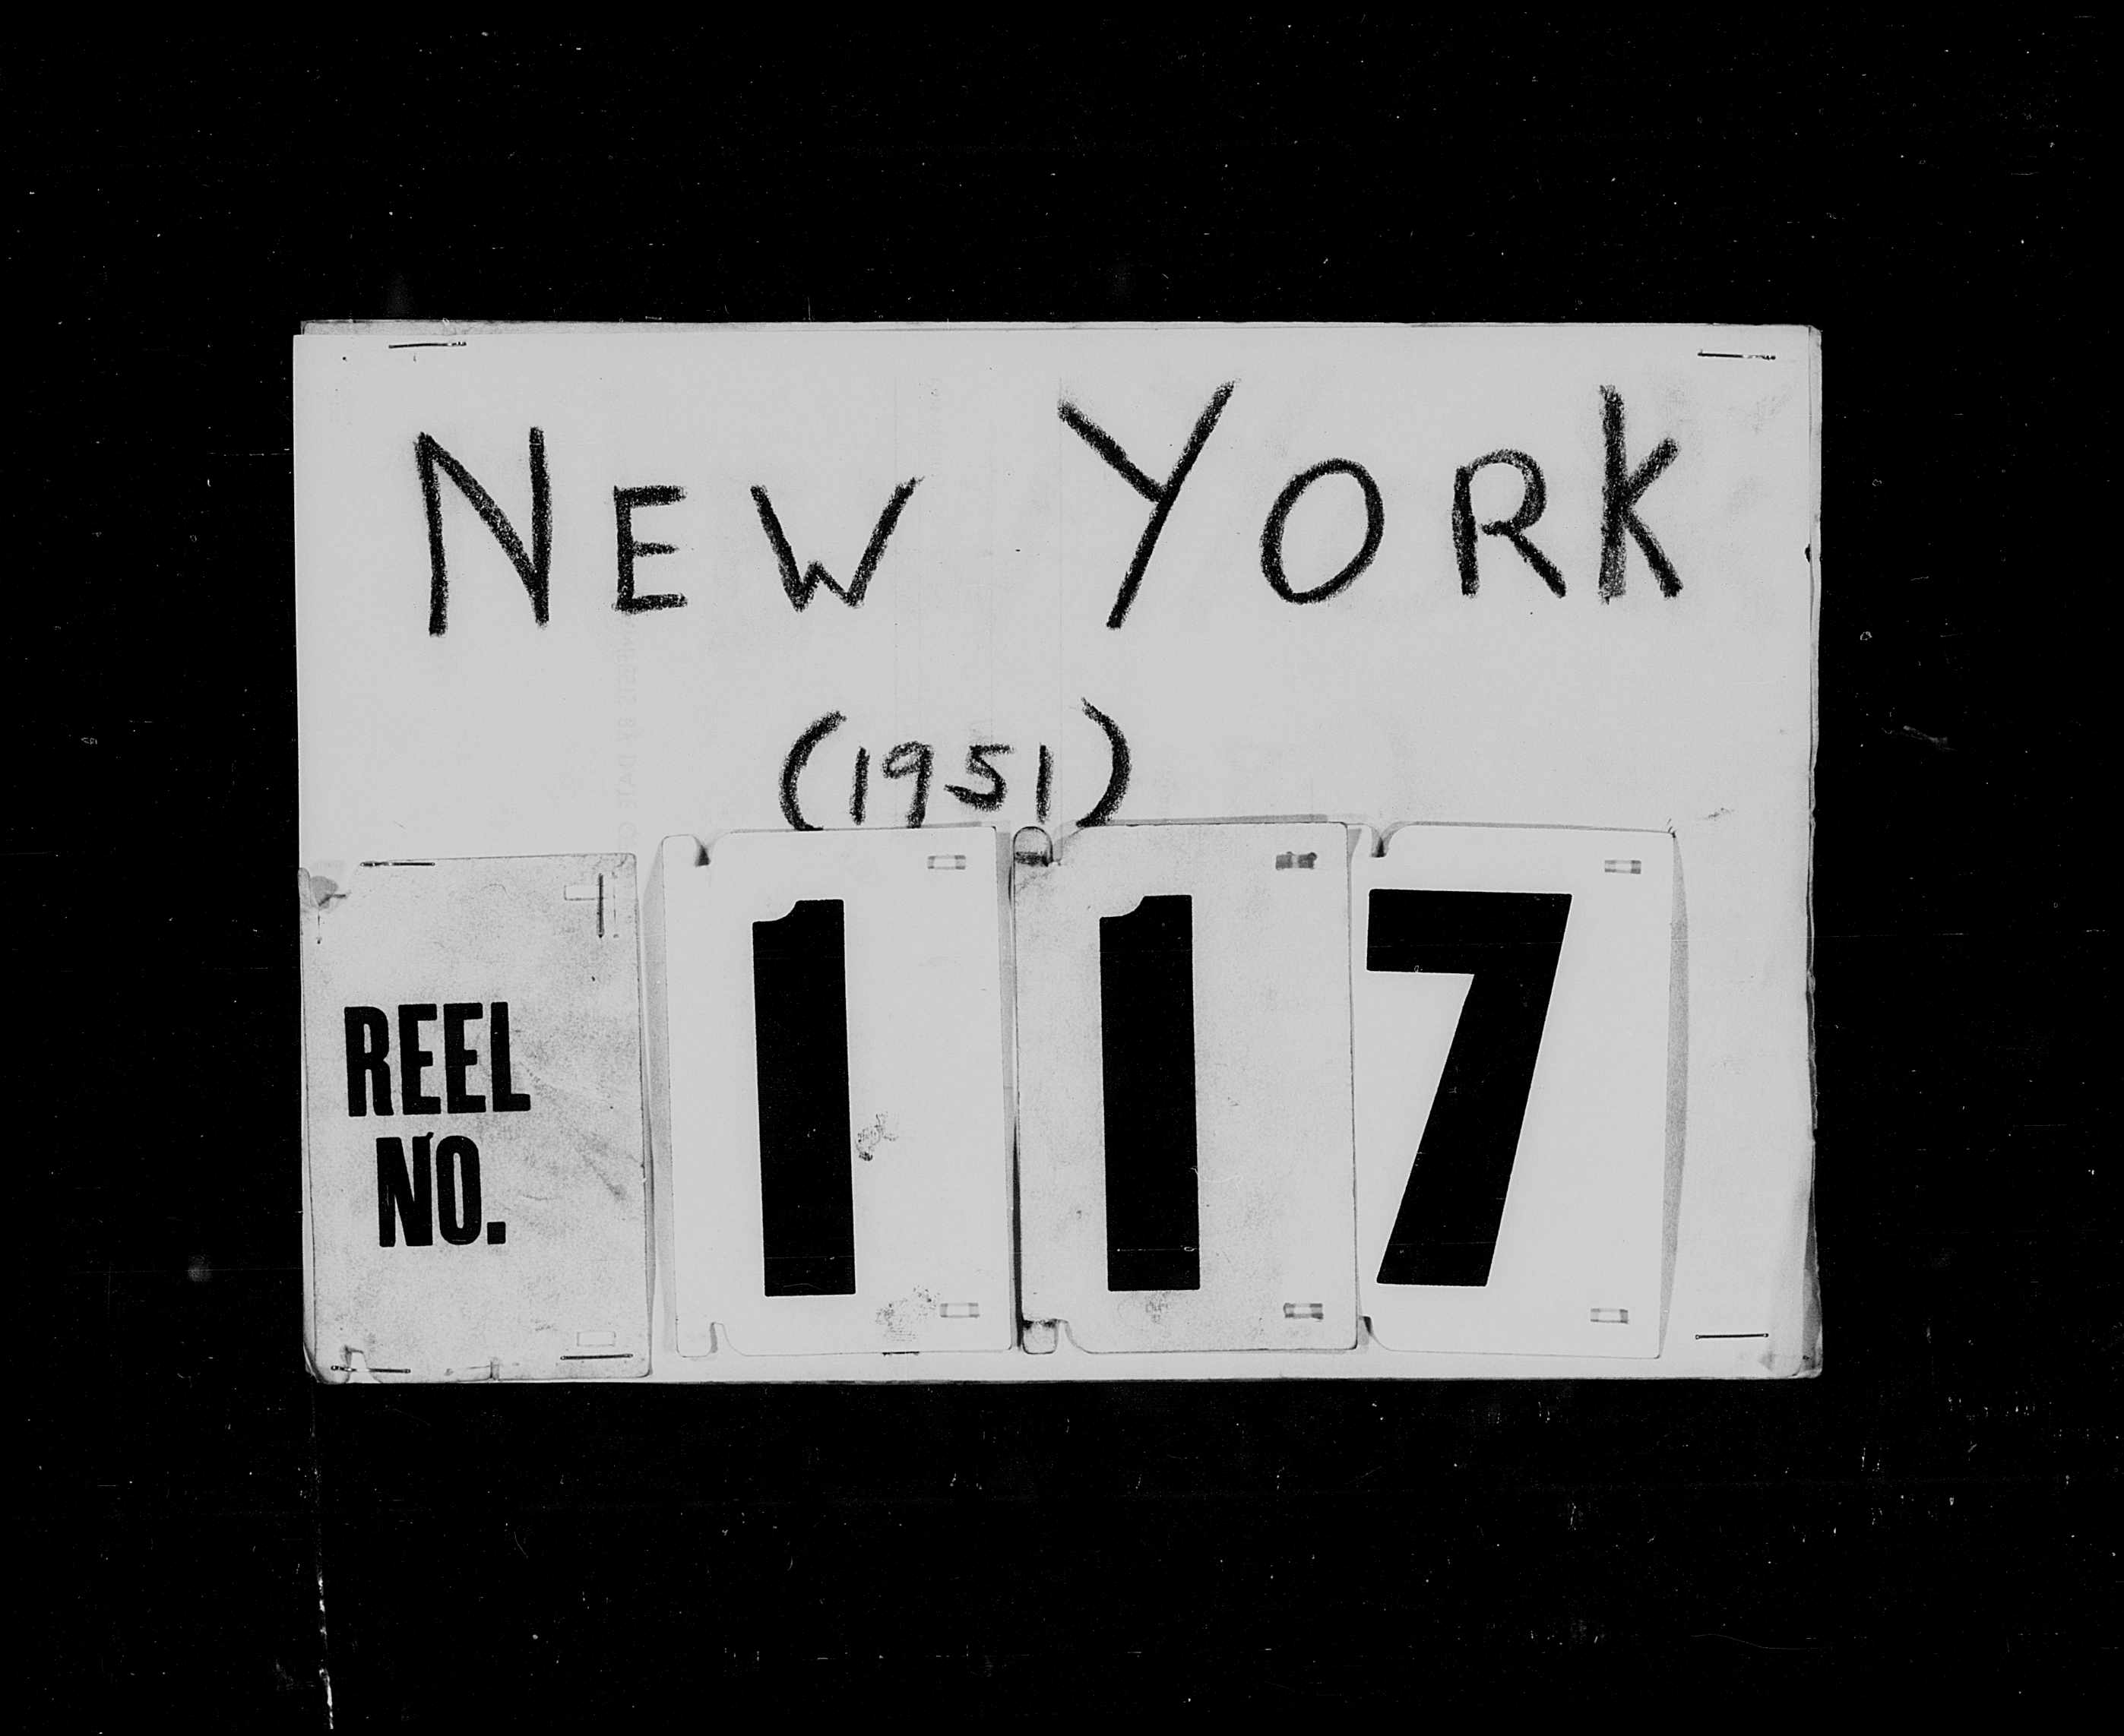 NEW YORK
(1951)
REEL
NO.
117